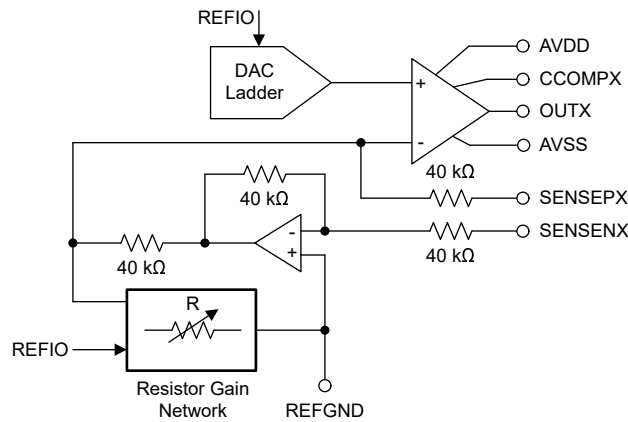 REFIO
DAC
Ladder
+
-
AVDD
CCOMPX
OUTX
AVSS
40 kΩ
SENSEPX
40 kΩ
-
+
SENSENX
40 kΩ
40 kΩ
R
REFIO
Resistor Gain
Network
REFGND